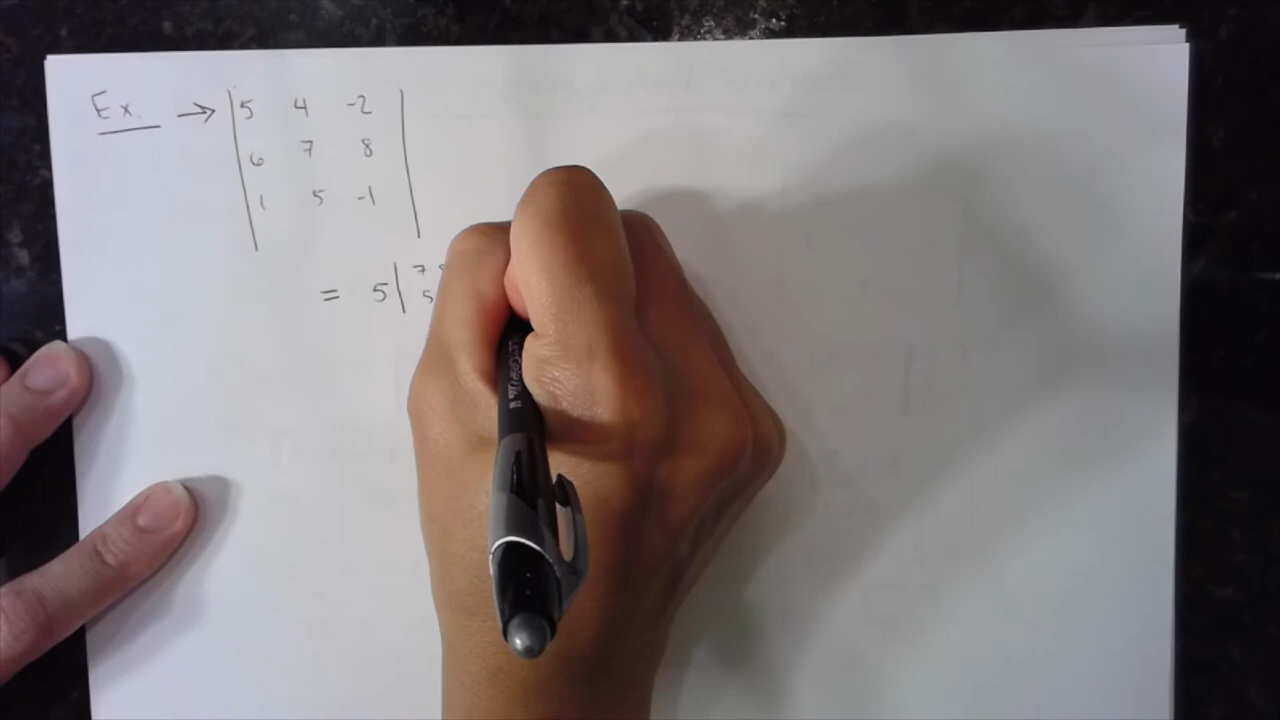 Ex. → | 5 4 -2 |
6 7 8
1 5 -1
= 5 | 7
5